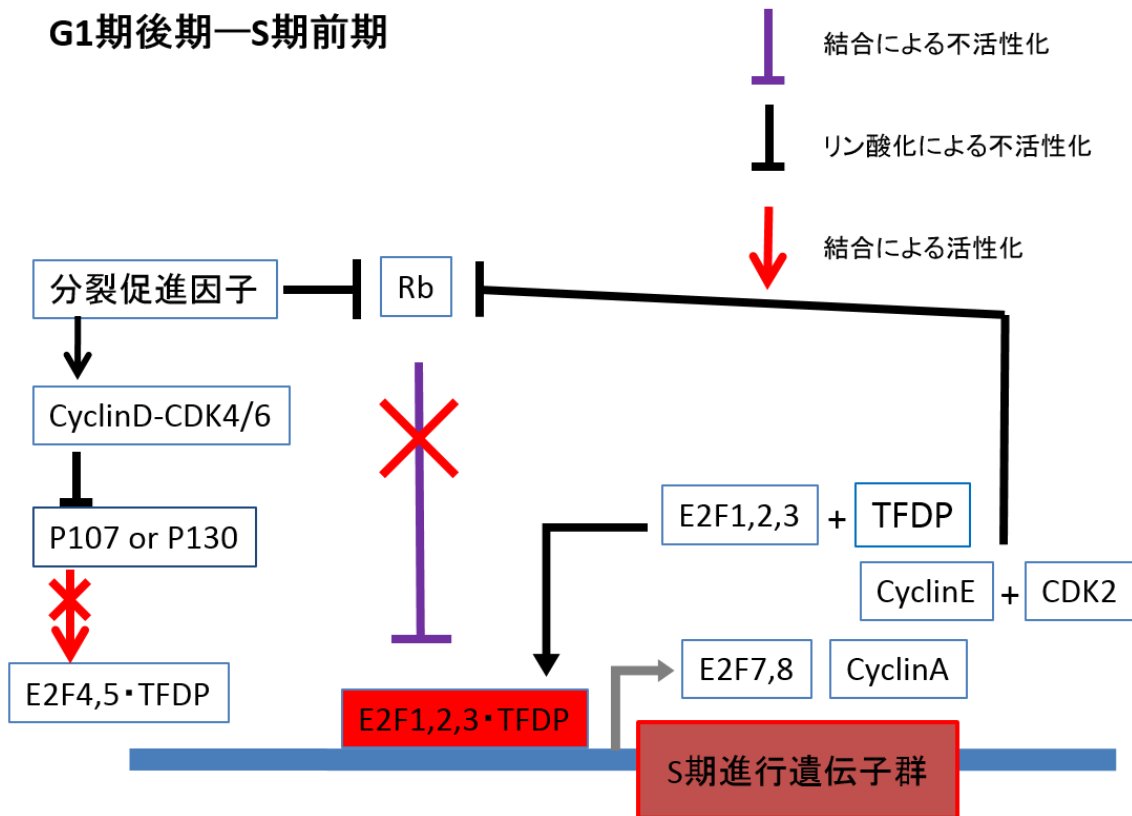 G1期後期―S期前期
結合による不活性化
リン酸化による不活性化
結合による活性化
分裂促進因子
Rb
CyclinD-CDK4/6
P107 or P130
E2F4,5・TFDP
E2F1,2,3 + TFDP
CyclinE + CDK2
E2F7,8 CyclinA
E2F1,2,3・TFDP
S期進行遺伝子群